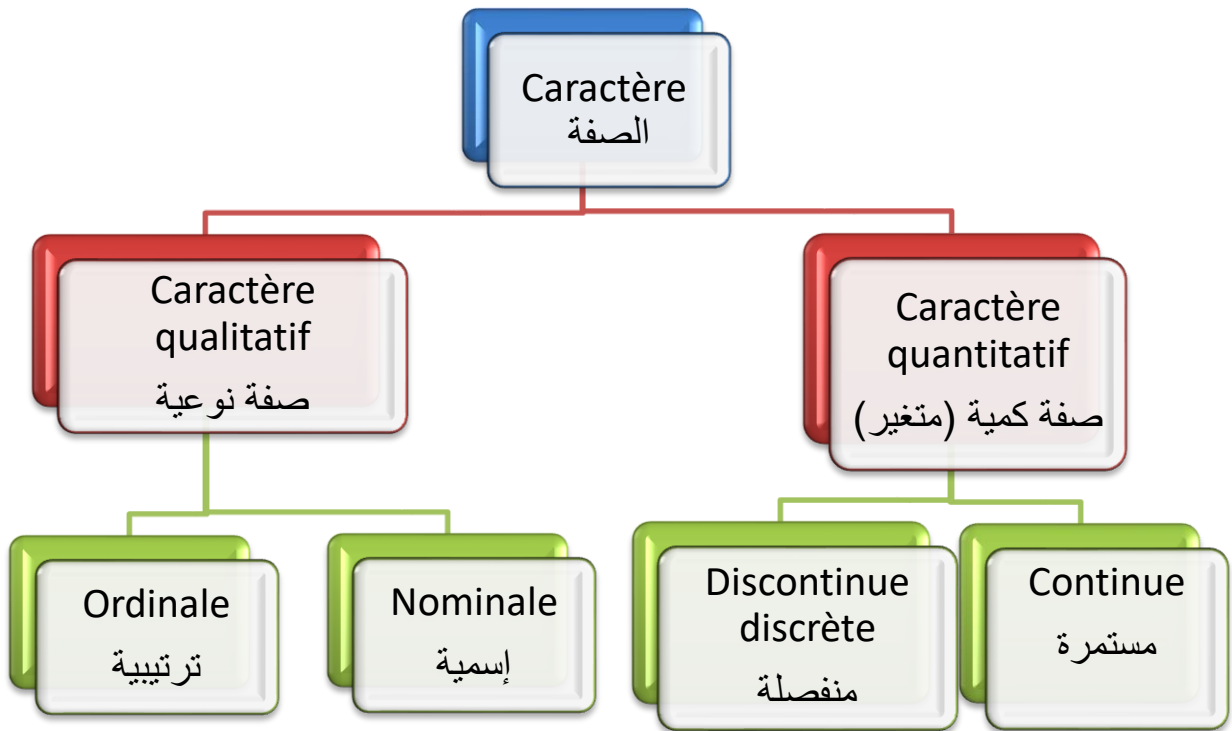 Caractère
الصفة
Caractère
qualitatif
صفة نوعية
Caractère
quantitatif
صفة كمية (متغير)
Ordinale
ترتيبية
Nominale
إسمية
Discontinue
discrète
منفصلة
Continue
مستمرة